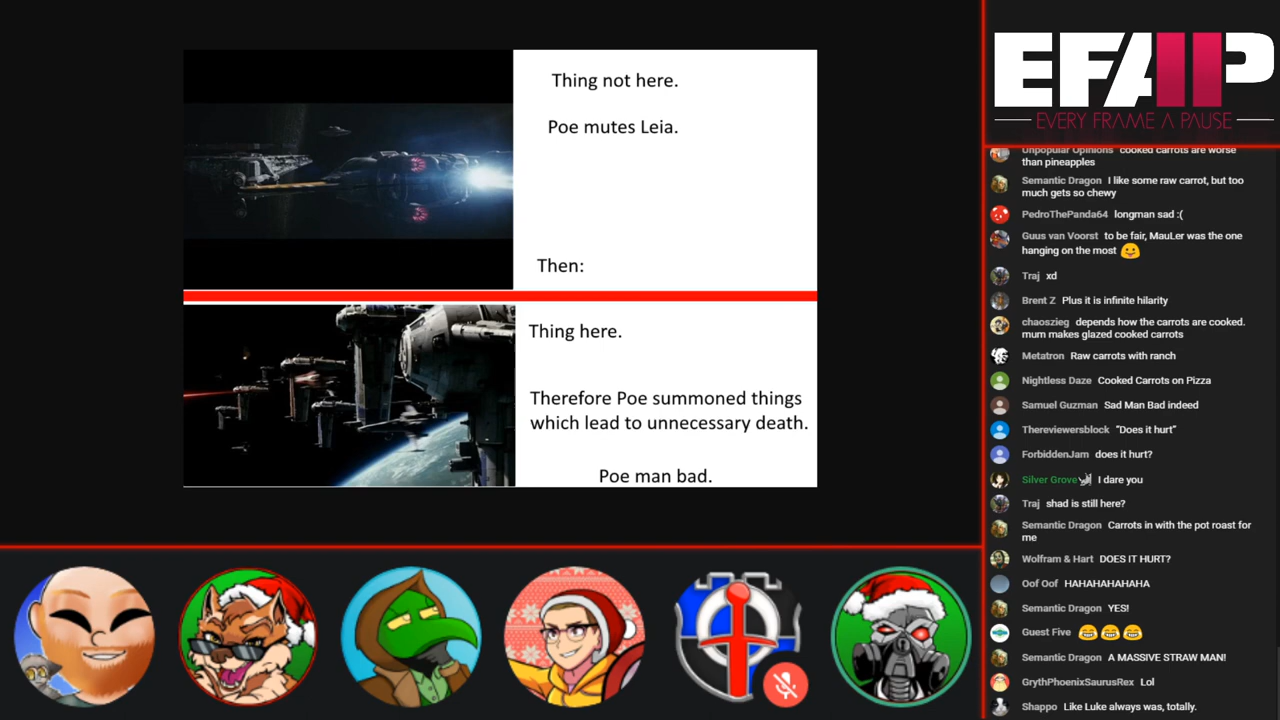 Thing not here.
Poe mutes Leia.
Then:
Thing here.
Therefore Poe summoned things
which lead to unnecessary death.
Poe man bad.
EFAP
EVERY FRAME A PAUSE
Unpopular Opinions cooked carrots are worse
than pineapples
Semantic Dragon I like some raw carrot, but too
much gets so chewy
PedroThePanda64 longman sad :(
Guus van Voorst to be fair, MauLer was the one
hanging on the most
Traj xd
Brent Z Plus it is infinite hilarity
chaoszieg depends how the carrots are cooked.
mum makes glazed cooked carrots
Metatron Raw carrots with ranch
Nightless Daze Cooked Carrots on Pizza
Samuel Guzman Sad Man Bad indeed
Thereviewersblock “Does it hurt”
ForbiddenJam does it hurt?
Silver Grove I dare you
Traj shad is still here?
Semantic Dragon Carrots in with the pot roast for
me
Wolfram & Hart DOES IT HURT?
Oof Oof HAHAHAHAHAHA
Semantic Dragon YES!
Guest Five 😂😂😂
Semantic Dragon A MASSIVE STRAW MAN!
GrythPhoenixSaurusRex Lol
Shappo Like Luke always was, totally.